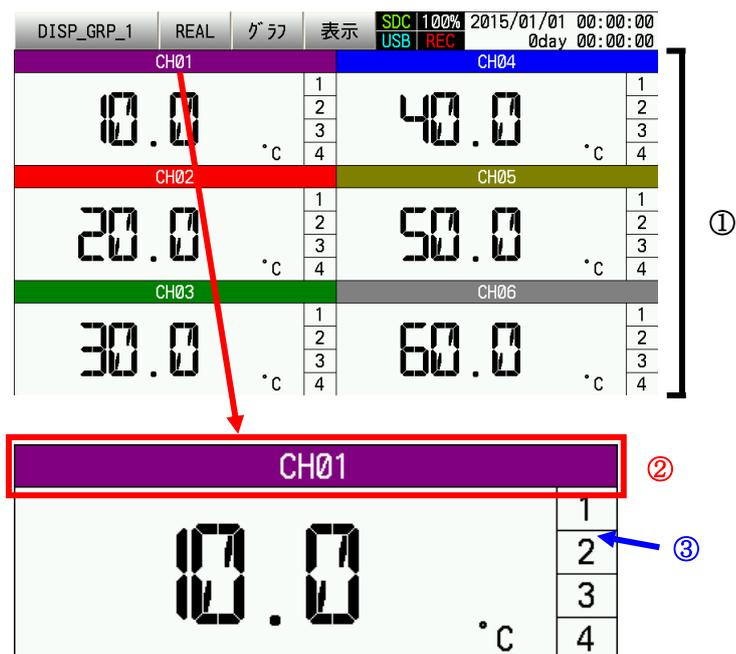 DISP_GRP_1 REAL グラフ 表示 SDC 100% 2015/01/01 00:00:00
USB REC 0day 00:00:00
CH01 CH04
10.0 °C 1 2 3 4 40.0 °C 1 2 3 4
CH02 CH05
20.0 °C 1 2 3 4 50.0 °C 1 2 3 4
CH03 CH06
30.0 °C 1 2 3 4 60.0 °C 1 2 3 4
①
CH01
②
10.0 °C
1
2
3
4
③